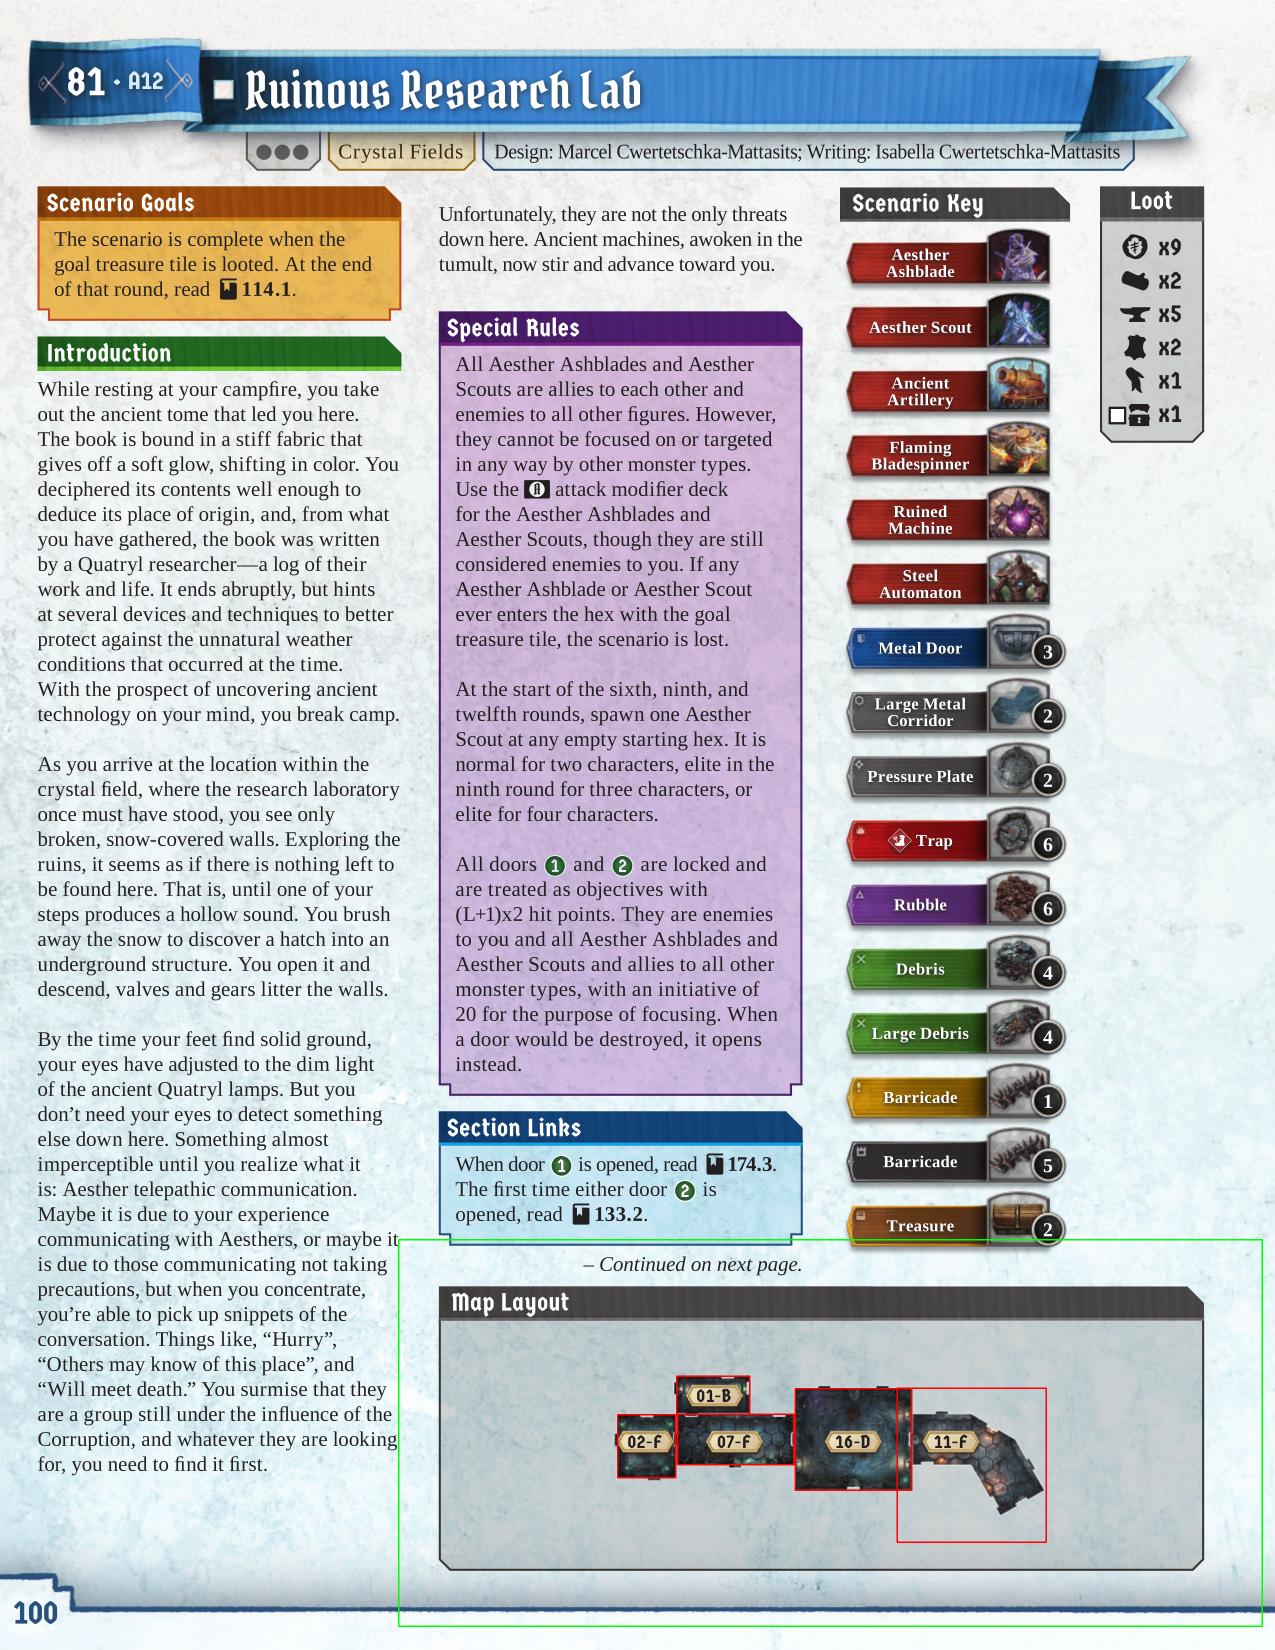 81 · A12
Ruinous Research Lab
Crystal Fields
Design: Marcel Cwertetschka-Mattasits; Writing: Isabella Cwertetschka-Mattasits
Scenario Goals
The scenario is complete when the
goal treasure tile is looted. At the end
of that round, read 114.1.
Introduction
While resting at your campfire, you take
out the ancient tome that led you here.
The book is bound in a stiff fabric that
gives off a soft glow, shifting in color. You
deciphered its contents well enough to
deduce its place of origin, and, from what
you have gathered, the book was written
by a Quatryl researcher—a log of their
work and life. It ends abruptly, but hints
at several devices and techniques to better
protect against the unnatural weather
conditions that occurred at the time.
With the prospect of uncovering ancient
technology on your mind, you break camp.
As you arrive at the location within the
crystal field, where the research laboratory
once must have stood, you see only
broken, snow-covered walls. Exploring the
ruins, it seems as if there is nothing left to
be found here. That is, until one of your
steps produces a hollow sound. You brush
away the snow to discover a hatch into an
underground structure. You open it and
descend, valves and gears litter the walls.
By the time your feet find solid ground,
your eyes have adjusted to the dim light
of the ancient Quatryl lamps. But you
don't need your eyes to detect something
else down here. Something almost
imperceptible until you realize what it
is: Aesther telepathic communication.
Maybe it is due to your experience
communicating with Aesthers, or maybe it
is due to those communicating not taking
precautions, but when you concentrate,
you're able to pick up snippets of the
conversation. Things like, “Hurry”,
“Others may know of this place”, and
“Will meet death.” You surmise that they
are a group still under the influence of the
Corruption, and whatever they are looking
for, you need to find it first.
Unfortunately, they are not the only threats
down here. Ancient machines, awoken in the
tumult, now stir and advance toward you.
Special Rules
All Aesther Ashblades and Aesther
Scouts are allies to each other and
enemies to all other figures. However,
they cannot be focused on or targeted
in any way by other monster types.
Use the A attack modifier deck
for the Aesther Ashblades and
Aesther Scouts, though they are still
considered enemies to you. If any
Aesther Ashblade or Aesther Scout
ever enters the hex with the goal
treasure tile, the scenario is lost.
At the start of the sixth, ninth, and
twelfth rounds, spawn one Aesther
Scout at any empty starting hex. It is
normal for two characters, elite in the
ninth round for three characters, or
elite for four characters.
All doors 1 and 2 are locked and
are treated as objectives with
(L+1)x2 hit points. They are enemies
to you and all Aesther Ashblades and
Aesther Scouts and allies to all other
monster types, with an initiative of
20 for the purpose of focusing. When
a door would be destroyed, it opens
instead.
Section Links
When door 1 is opened, read 174.3.
The first time either door 2 is
opened, read 133.2.
– Continued on next page.
Scenario Key
Aesther
Ashblade
Aesther Scout
Ancient
Artillery
Flaming
Bladespinner
Ruined
Machine
Steel
Automaton
Metal Door 3
Large Metal
Corridor 2
Pressure Plate 2
Trap 6
Rubble 6
Debris 4
Large Debris 4
Barricade 1
Barricade 5
Treasure 2
Loot
x9
x2
x5
x2
x1
x1
Map Layout
01-B
02-F
07-F
16-D
11-F
100